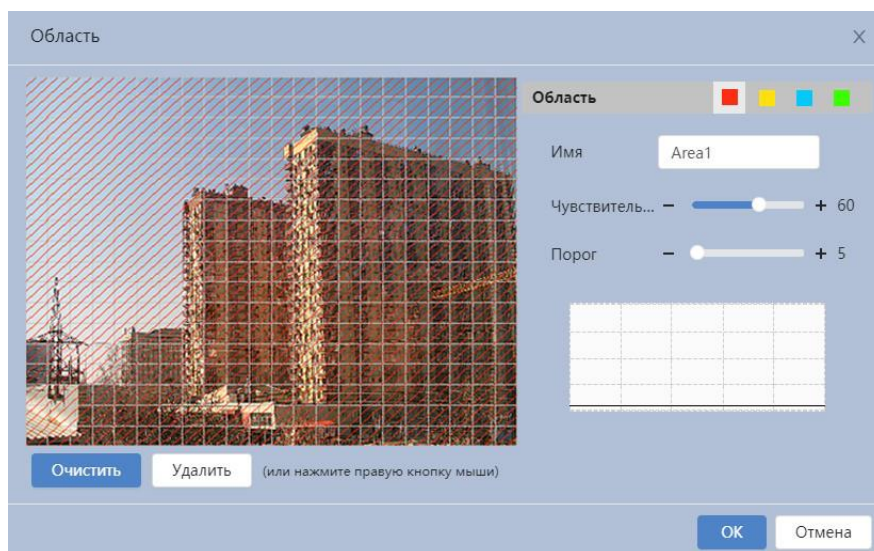 Область
X
Область
Имя
Area1
Чувствитель... − + 60
Порог − + 5
Очистить
Удалить
(или нажмите правую кнопку мыши)
OK
Отмена